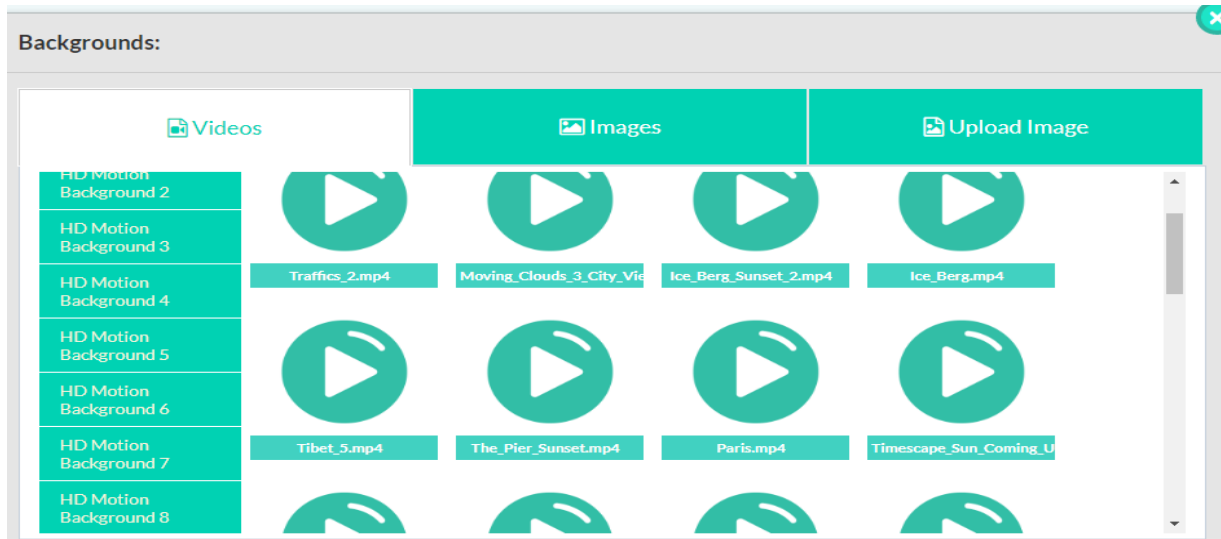 Backgrounds:
Videos
Images
Upload Image
HD Motion
Background 2
HD Motion
Background 3
HD Motion
Background 4
HD Motion
Background 5
HD Motion
Background 6
HD Motion
Background 7
HD Motion
Background 8
Traffics_2.mp4
Moving_Clouds_3_City_Vie
Ice_Berg_Sunset_2.mp4
Ice_Berg.mp4
Tibet_5.mp4
The_Pier_Sunset.mp4
Paris.mp4
Timescape_Sun_Coming_U